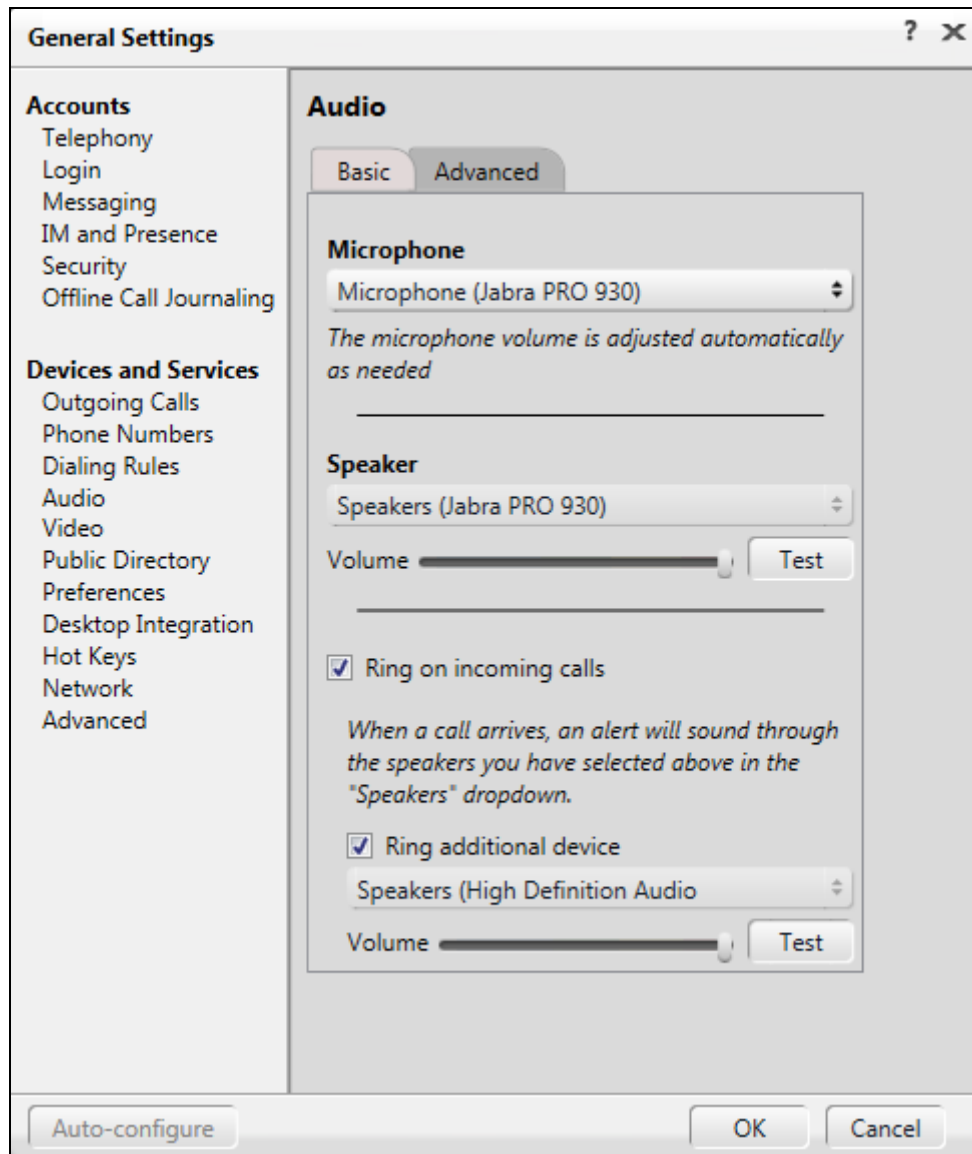 General Settings
?
Accounts
Telephony
Login
Messaging
IM and Presence
Security
Offline Call Journaling
Devices and Services
Outgoing Calls
Phone Numbers
Dialing Rules
Audio
Video
Public Directory
Preferences
Desktop Integration
Hot Keys
Network
Advanced
Audio
Basic
Advanced
Microphone
Microphone (Jabra PRO 930)
The microphone volume is adjusted automatically
as needed
Speaker
Speakers (Jabra PRO 930)
Volume
Test
Ring on incoming calls
When a call arrives, an alert will sound through
the speakers you have selected above in the
"Speakers" dropdown.
Ring additional device
Speakers (High Definition Audio
Volume
Test
Auto-configure
OK
Cancel